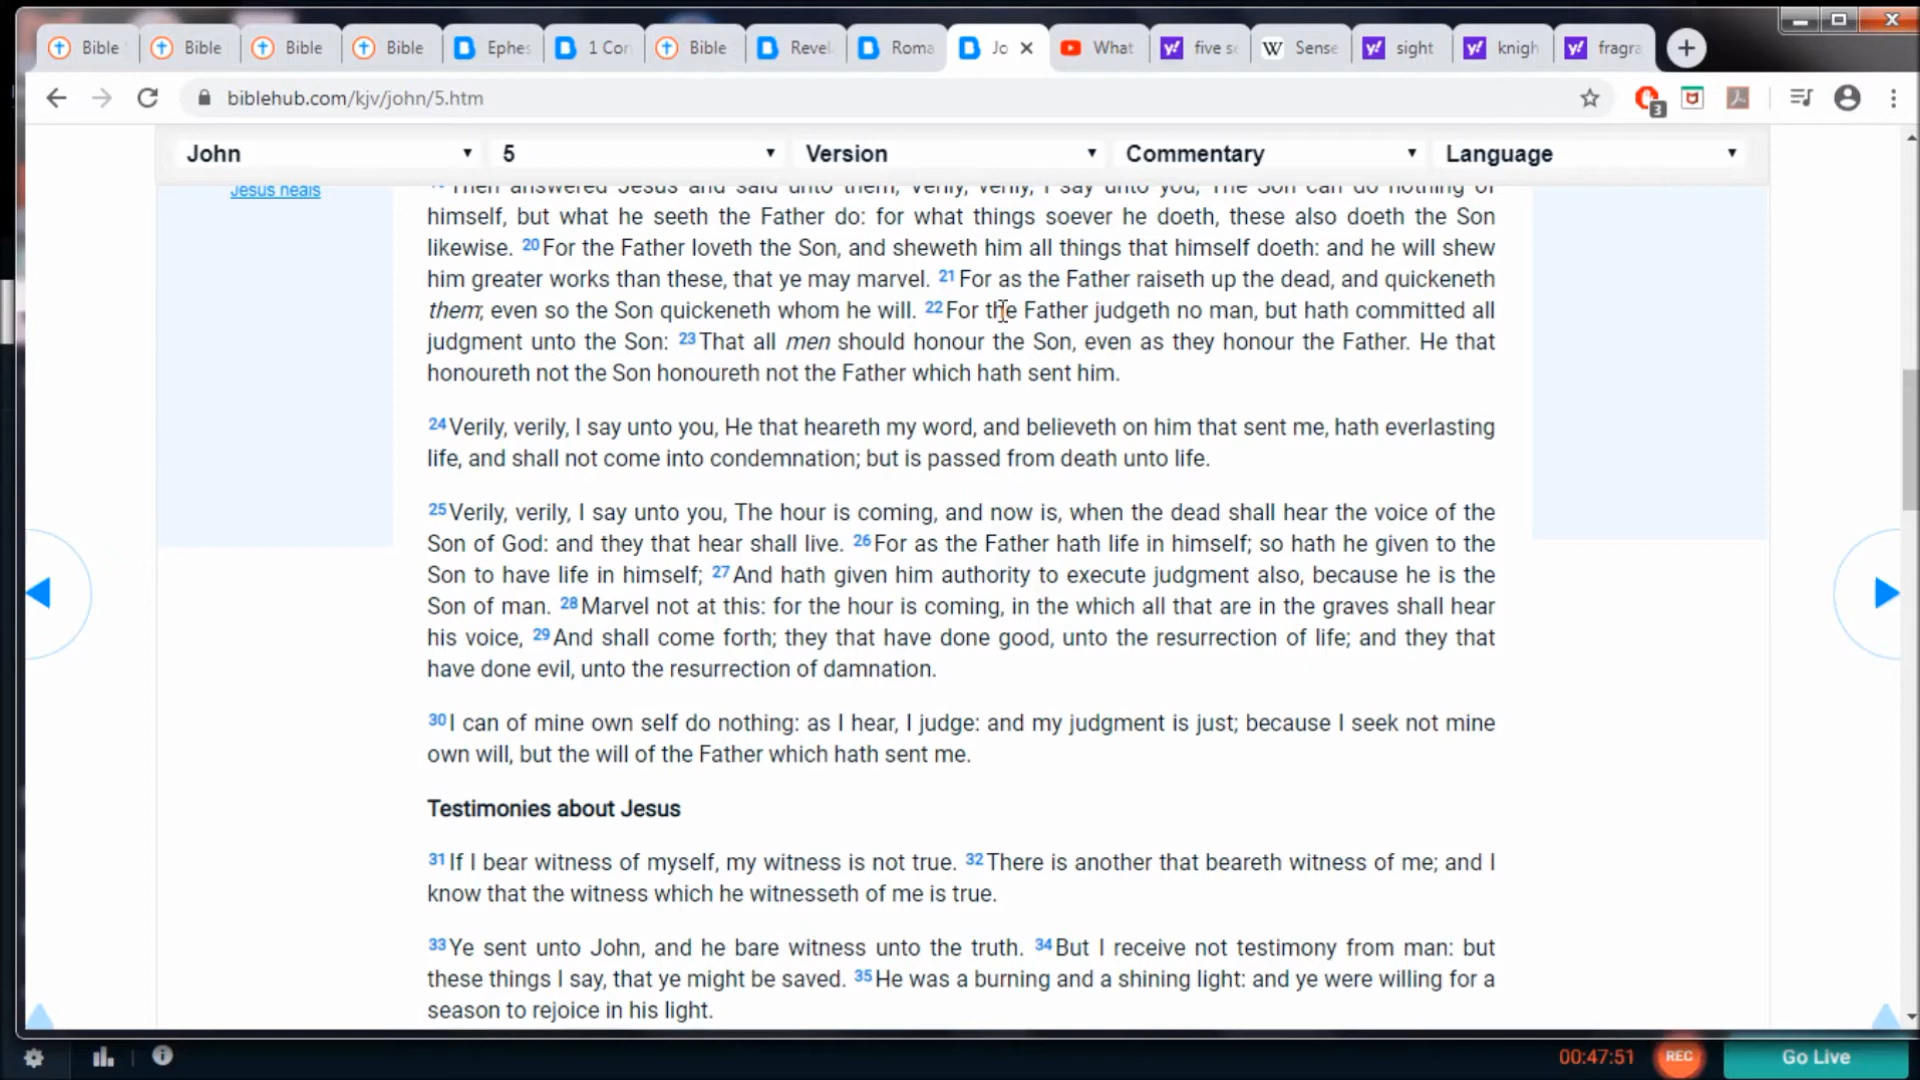 Bible Bible Bible Bible Ephes 1 Cor Bible Revel Roma Jo What five se Sense sight knigh fragra
biblehub.com/kjv/john/5.htm
3
John 5 Version Commentary Language
Jesus heals
Then answered Jesus and said unto them, Verily, verily, I say unto you, The Son can do nothing of
himself, but what he seeth the Father do: for what things soever he doeth, these also doeth the Son
likewise. 20 For the Father loveth the Son, and sheweth him all things that himself doeth: and he will shew
him greater works than these, that ye may marvel. 21 For as the Father raiseth up the dead, and quickeneth
them; even so the Son quickeneth whom he will. 22 For the Father judgeth no man, but hath committed all
judgment unto the Son: 23 That all men should honour the Son, even as they honour the Father. He that
honoureth not the Son honoureth not the Father which hath sent him.
24 Verily, verily, I say unto you, He that heareth my word, and believeth on him that sent me, hath everlasting
life, and shall not come into condemnation; but is passed from death unto life.
25 Verily, verily, I say unto you, The hour is coming, and now is, when the dead shall hear the voice of the
Son of God: and they that hear shall live. 26 For as the Father hath life in himself; so hath he given to the
Son to have life in himself; 27 And hath given him authority to execute judgment also, because he is the
Son of man. 28 Marvel not at this: for the hour is coming, in the which all that are in the graves shall hear
his voice, 29 And shall come forth; they that have done good, unto the resurrection of life; and they that
have done evil, unto the resurrection of damnation.
30 I can of mine own self do nothing: as I hear, I judge: and my judgment is just; because I seek not mine
own will, but the will of the Father which hath sent me.
Testimonies about Jesus
31 If I bear witness of myself, my witness is not true. 32 There is another that beareth witness of me; and I
know that the witness which he witnesseth of me is true.
33 Ye sent unto John, and he bare witness unto the truth. 34 But I receive not testimony from man: but
these things I say, that ye might be saved. 35 He was a burning and a shining light: and ye were willing for a
season to rejoice in his light.
00:47:51 REC Go Live